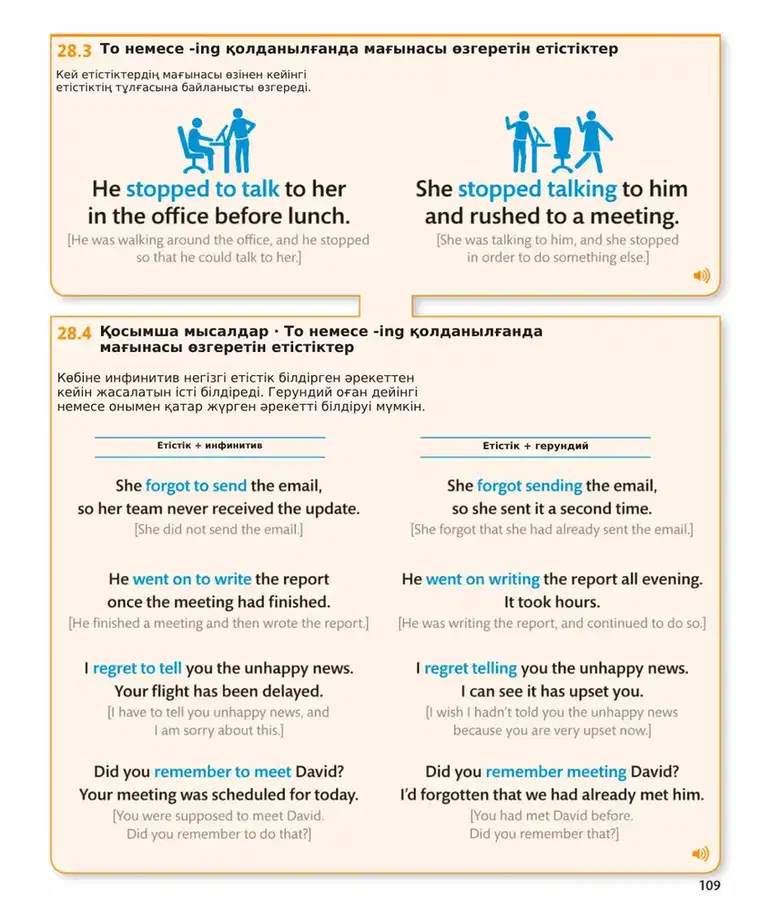 28.3 То немесе -ing қолданылғанда мағынасы өзгеретін етістіктер
Кей етістіктердің мағынасы өзінен кейінгі
етістіктің тұлғасына байланысты өзгереді.
He stopped to talk to her
in the office before lunch.
[He was walking around the office, and he stopped
so that he could talk to her.]
She stopped talking to him
and rushed to a meeting.
[She was talking to him, and she stopped
in order to do something else.]
28.4 Қосымша мысалдар · То немесе -ing қолданылғанда
мағынасы өзгеретін етістіктер
Көбіне инфинитив негізгі етістік білдірген әрекеттен
кейін жасалатын істі білдіреді. Герундий оған дейінгі
немесе онымен қатар жүрген әрекетті білдіруі мүмкін.
Етістік + инфинитив
She forgot to send the email,
so her team never received the update.
[She did not send the email.]
He went on to write the report
once the meeting had finished.
[He finished a meeting and then wrote the report.]
I regret to tell you the unhappy news.
Your flight has been delayed.
[I have to tell you unhappy news, and
I am sorry about this.]
Did you remember to meet David?
Your meeting was scheduled for today.
[You were supposed to meet David.
Did you remember to do that?]
Етістік + герундий
She forgot sending the email,
so she sent it a second time.
[She forgot that she had already sent the email.]
He went on writing the report all evening.
It took hours.
[He was writing the report, and continued to do so.]
I regret telling you the unhappy news.
I can see it has upset you.
[I wish I hadn't told you the unhappy news
because you are very upset now.]
Did you remember meeting David?
I'd forgotten that we had already met him.
[You had met David before.
Did you remember that?]
109